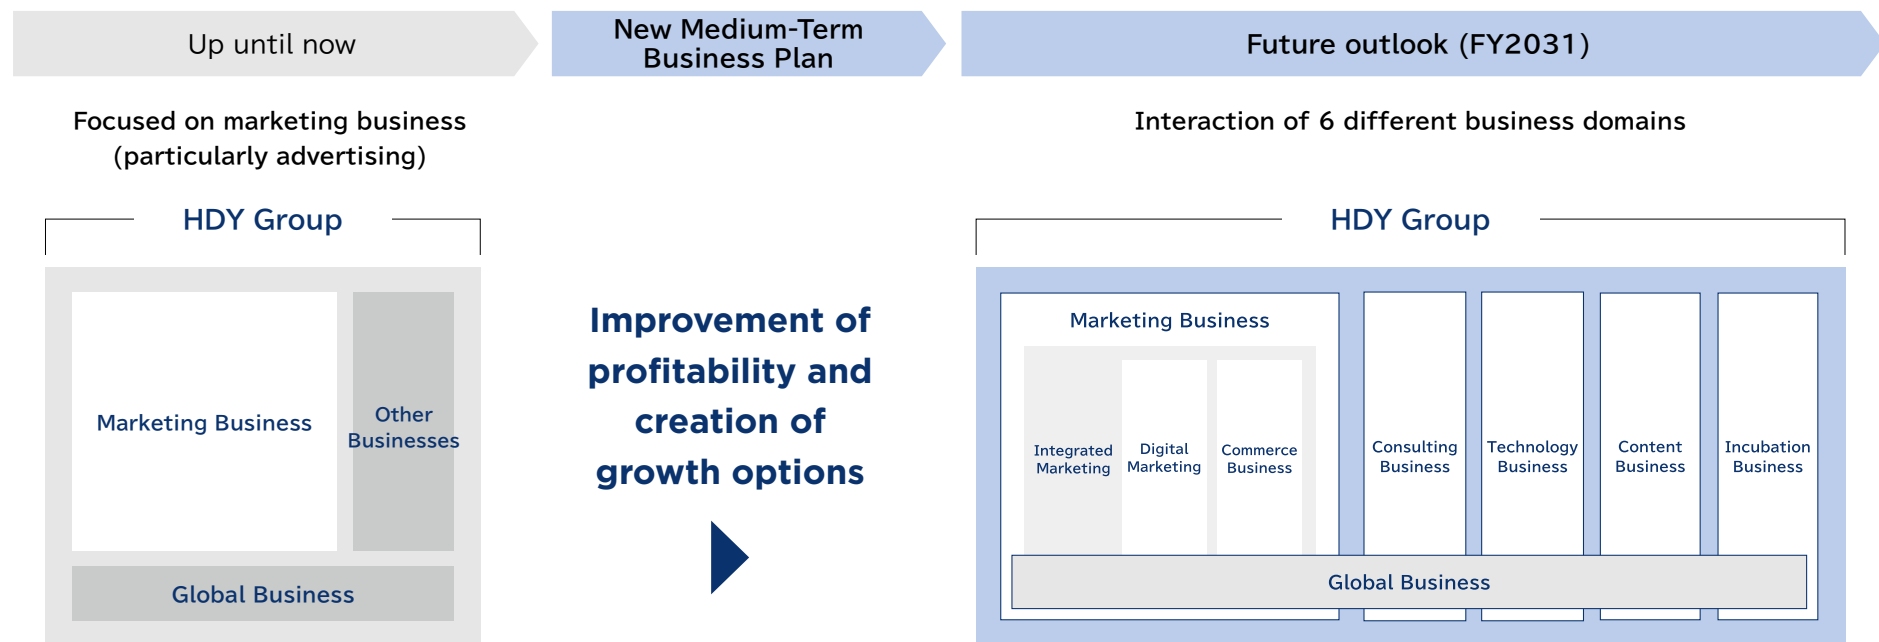 Up until now
New Medium-Term
Business Plan
Future outlook (FY2031)
Focused on marketing business
(particularly advertising)
Interaction of 6 different business domains
HDY Group
HDY Group
Marketing Business
Other
Businesses
Global Business
Improvement of
profitability and
creation of
growth options
Marketing Business
Integrated
Marketing
Digital
Marketing
Commerce
Business
Consulting
Business
Technology
Business
Content
Business
Incubation
Business
Global Business